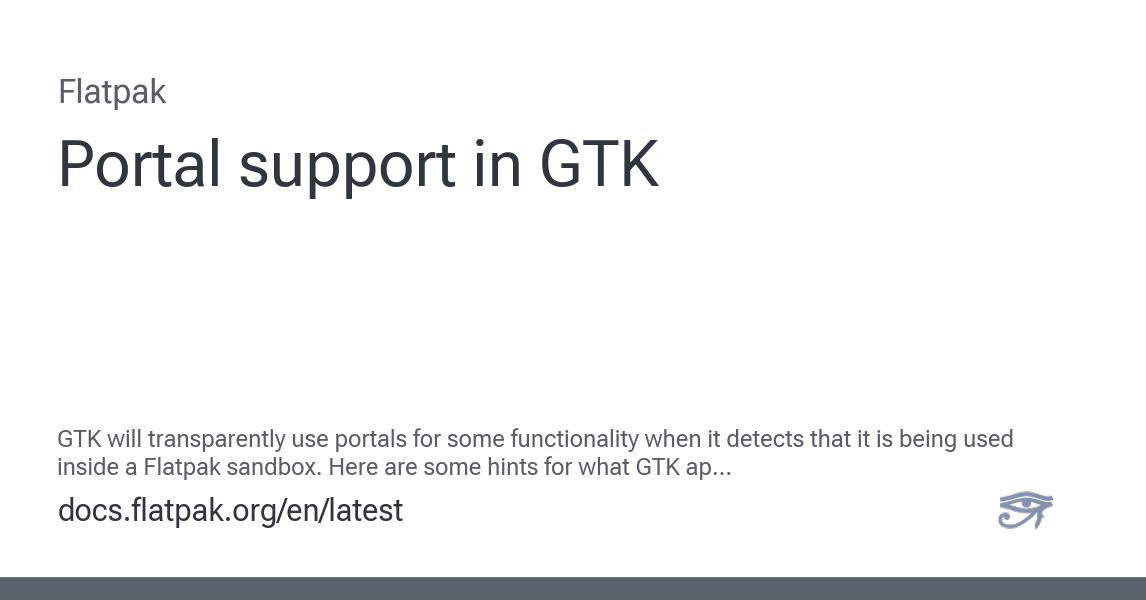 Flatpak
Portal support in GTK
GTK will transparently use portals for some functionality when it detects that it is being used
inside a Flatpak sandbox. Here are some hints for what GTK ap...
docs.flatpak.org/en/latest